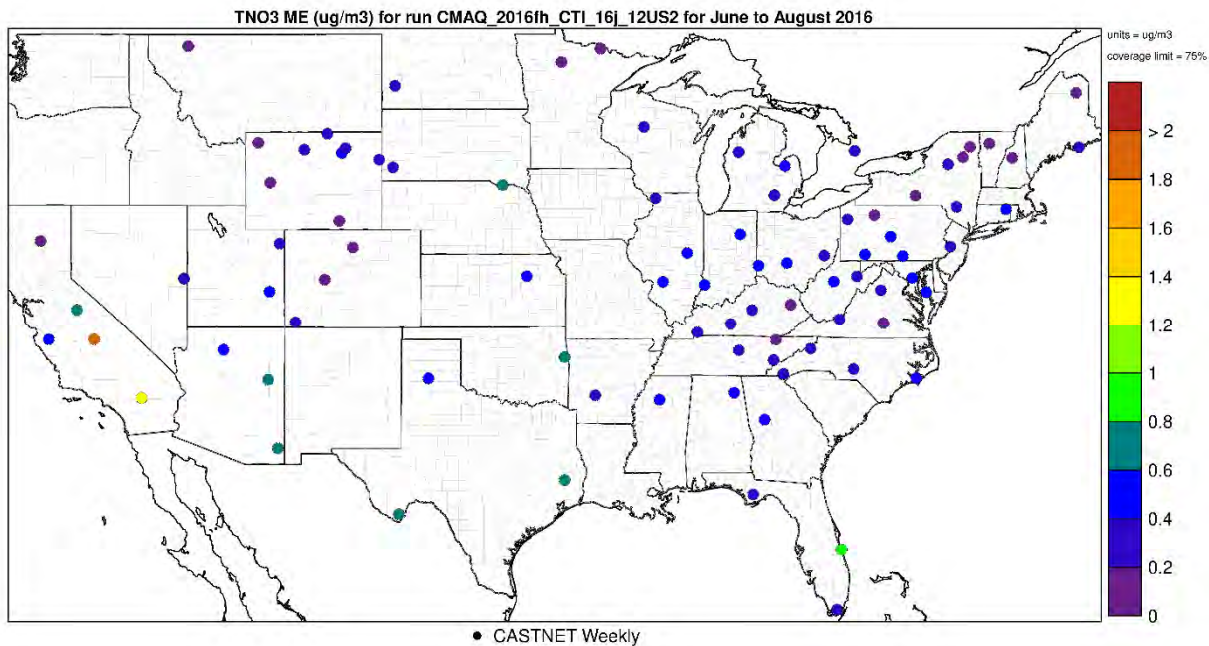 TNO3 ME (ug/m3) for run CMAQ_2016fh_CTI_16j_12US2 for June to August 2016
units = ug/m3
coverage limit = 75%
> 2
1.8
1.6
1.4
1.2
1
0.8
0.6
0.4
0.2
0
CASTNET Weekly